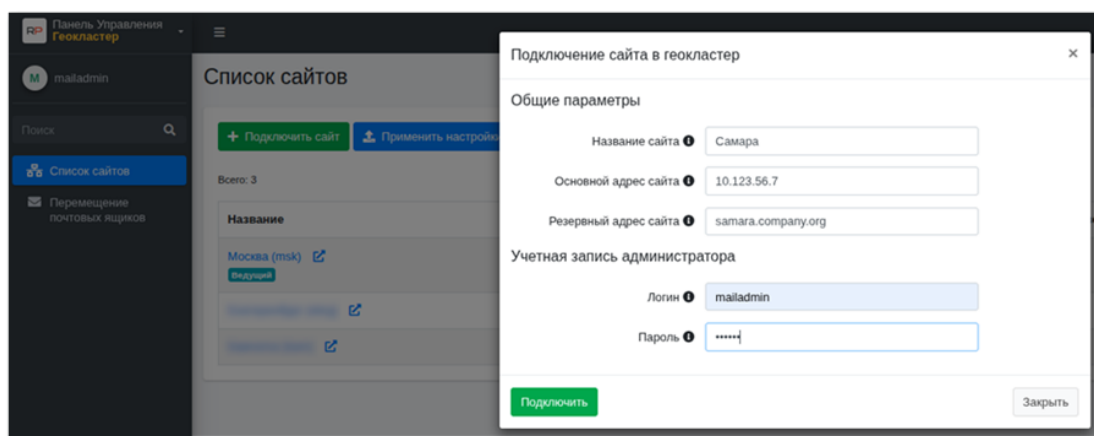 RP Панель Управления
Геокластер
M mailadmin
Поиск
Список сайтов
Перемещение
почтовых ящиков
Список сайтов
+ Подключить сайт
Применить настройки
Всего: 3
Название
Москва (msk)
Ведущий
Подключение сайта в геокластер ×
Общие параметры
Название сайта Самара
Основной адрес сайта 10.123.56.7
Резервный адрес сайта samara.company.org
Учетная запись администратора
Логин mailadmin
Пароль ••••••
Подключить
Закрыть